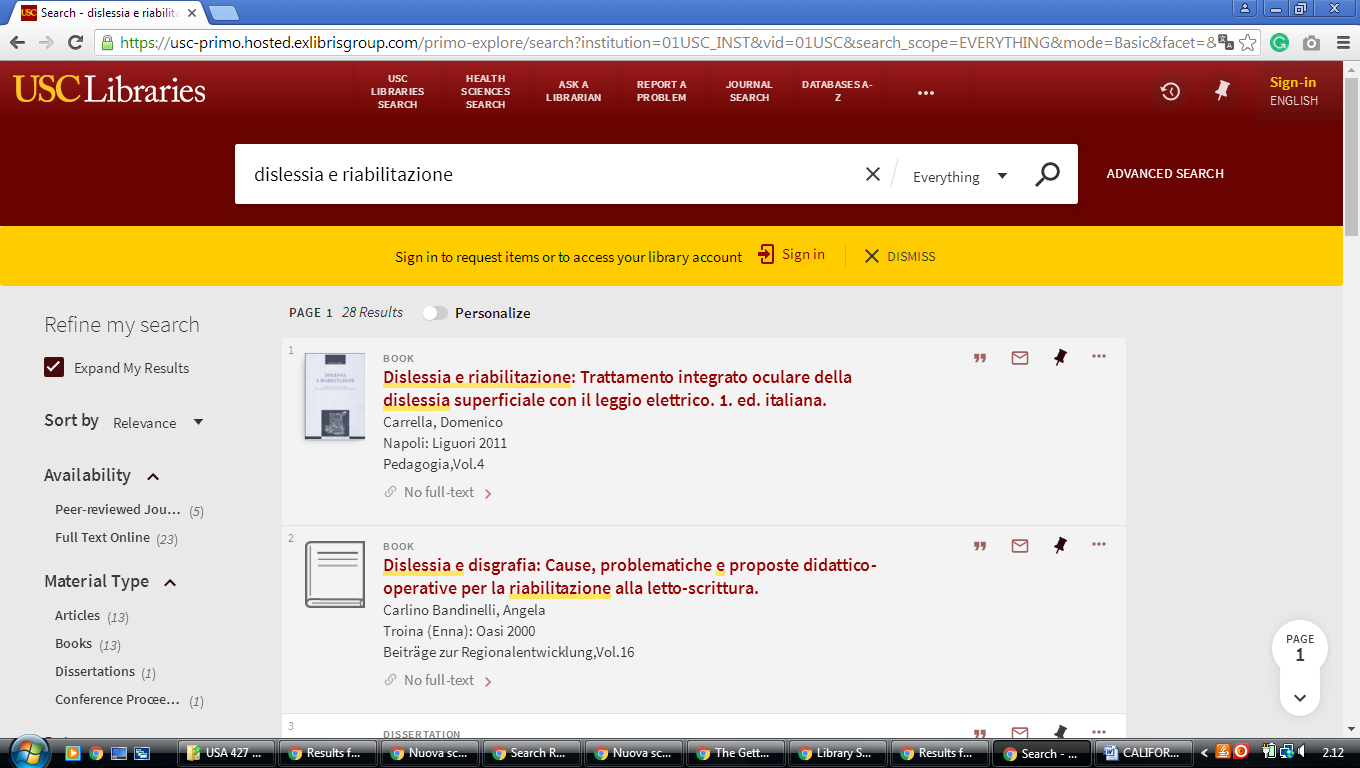 USC Search - dislessia e riabilita
https://usc-primo.hosted.exlibrisgroup.com/primo-explore/search?institution=01USC_INST&vid=01USC&search_scope=EVERYTHING&mode=Basic&facet=&
USC Libraries
USC LIBRARIES SEARCH
HEALTH SCIENCES SEARCH
ASK A LIBRARIAN
REPORT A PROBLEM
JOURNAL SEARCH
DATABASES A-Z
Sign-in
ENGLISH
dislessia e riabilitazione
Everything
ADVANCED SEARCH
Sign in to request items or to access your library account Sign in DISMISS
Refine my search
Expand My Results
Sort by Relevance
Availability
Peer-reviewed Jou... (5)
Full Text Online (23)
Material Type
Articles (13)
Books (13)
Dissertations (1)
Conference Procee... (1)
PAGE 1 28 Results Personalize
1
DISLESSIA
E RIABILITAZIONE
BOOK
Dislessia e riabilitazione: Trattamento integrato oculare della
dislessia superficiale con il leggio elettrico. 1. ed. italiana.
Carrella, Domenico
Napoli: Liguori 2011
Pedagogia,Vol.4
No full-text
2
BOOK
Dislessia e disgrafia: Cause, problematiche e proposte didattico-
operative per la riabilitazione alla letto-scrittura.
Carlino Bandinelli, Angela
Troina (Enna): Oasi 2000
Beiträge zur Regionalentwicklung,Vol.16
No full-text
3
DISSERTATION
PAGE
1
USA 427 ...
Results f...
Nuova sc...
Search R...
Nuova sc...
The Gett...
Library S...
Results f...
Search - ...
CALIFOR...
2.12